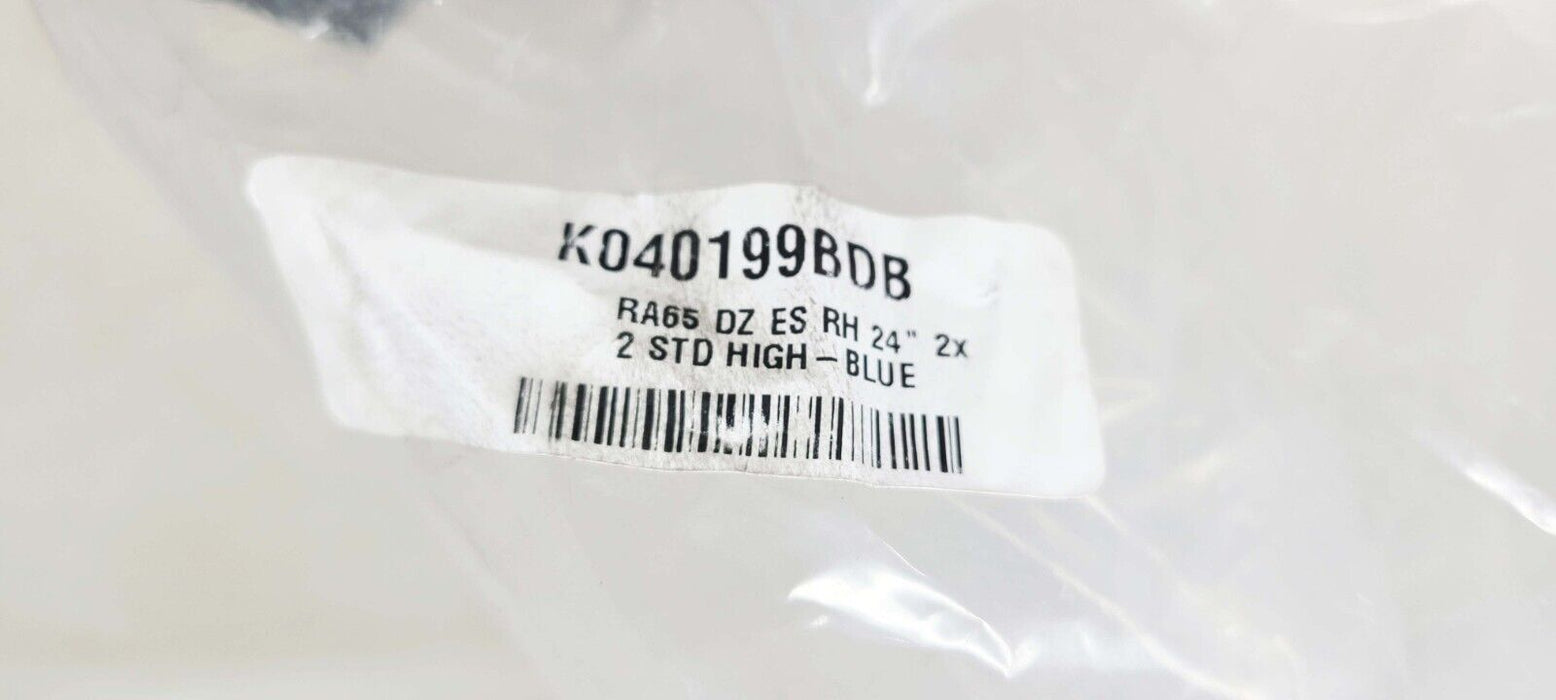 K040199BDB
RA65 DZ ES RH 24" 2x
2 STD HIGH-BLUE